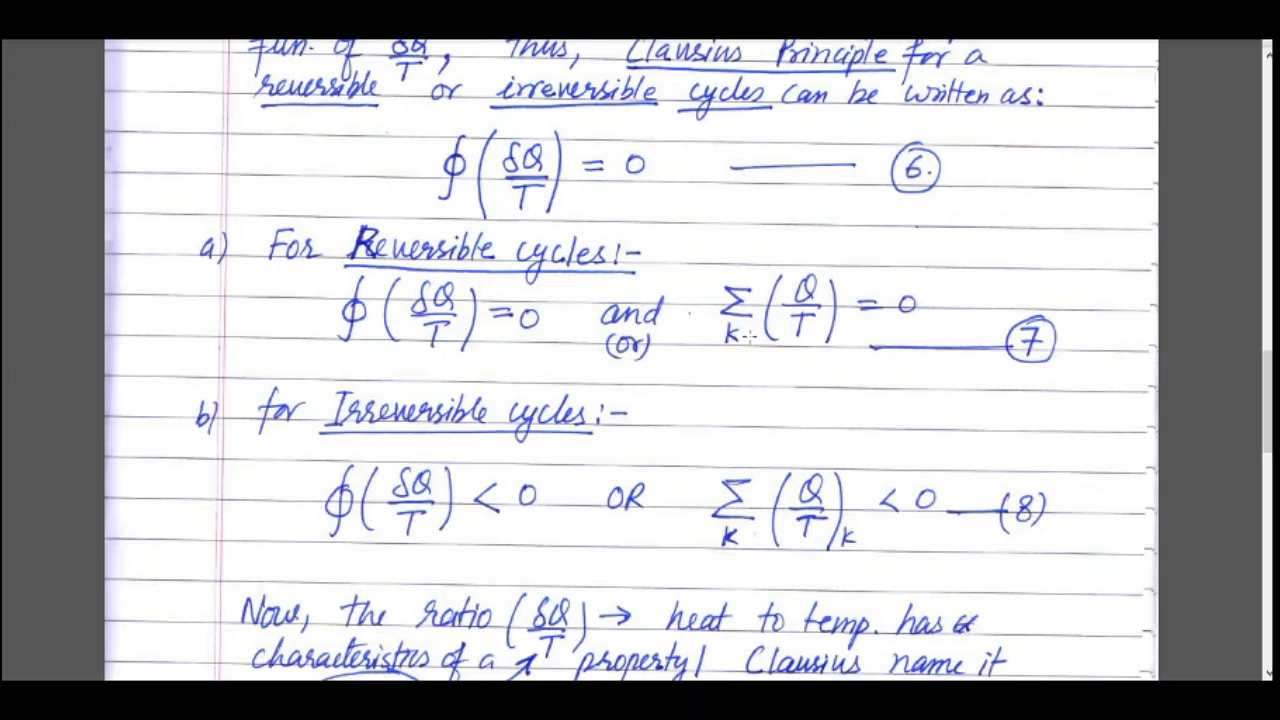 fun. of δQ/T, Thus, Clausius Principle for a
reversible or irreversible cycles can be written as:
∮(δQ/T) = 0 ——— 6.
a) For Reversible cycles:-
∮(δQ/T) = 0 and (or) Σ_K (Q/T) = 0 ——— 7
b) for Irreversible cycles:-
∮(δQ/T) < 0 OR Σ_K (Q/T)_K < 0 —(8)
Now, the ratio (δQ/T) → heat to temp. has
characteristics of a property/ Clausius name it